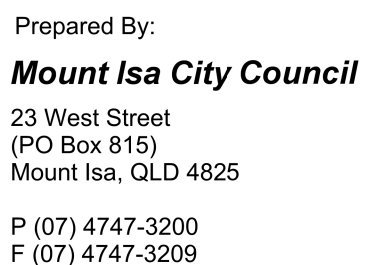 Prepared By:
Mount Isa City Council
23 West Street
(PO Box 815)
Mount Isa, QLD 4825
P (07) 4747-3200
F (07) 4747-3209